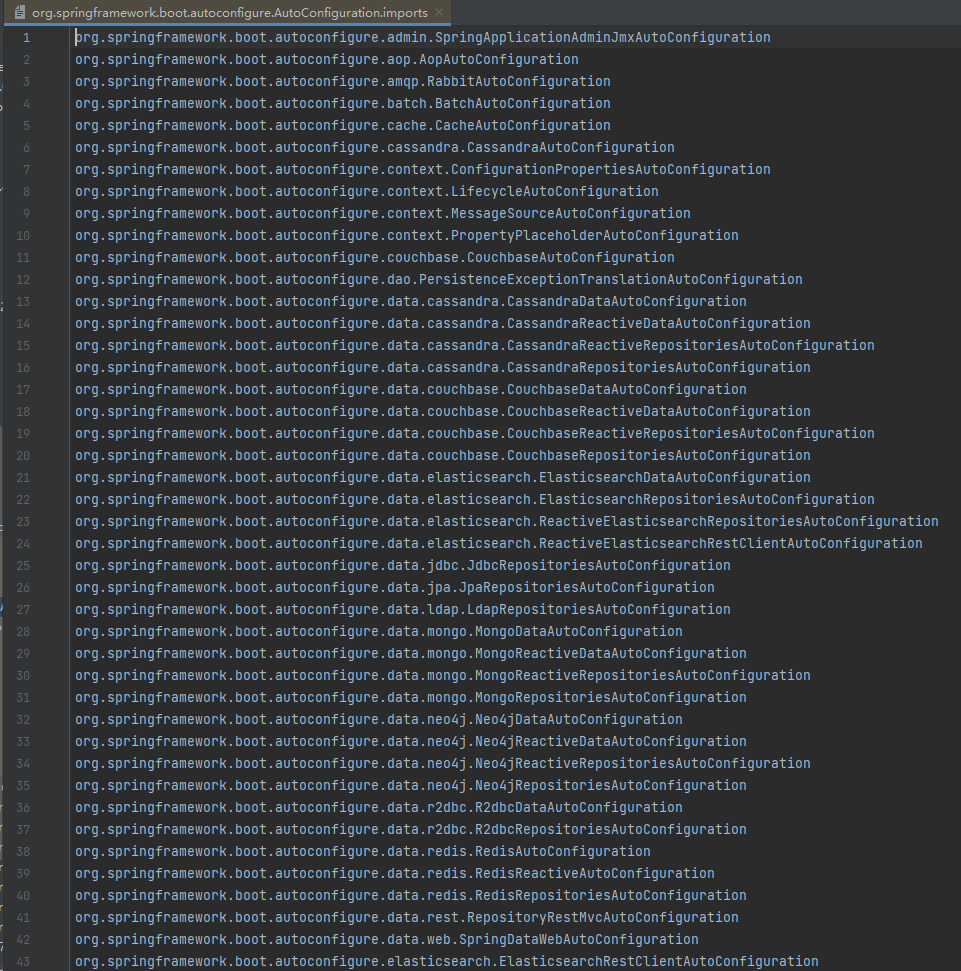 org.springframework.boot.autoconfigure.AutoConfiguration.imports
1 org.springframework.boot.autoconfigure.admin.SpringApplicationAdminJmxAutoConfiguration
2 org.springframework.boot.autoconfigure.aop.AopAutoConfiguration
3 org.springframework.boot.autoconfigure.amqp.RabbitAutoConfiguration
4 org.springframework.boot.autoconfigure.batch.BatchAutoConfiguration
5 org.springframework.boot.autoconfigure.cache.CacheAutoConfiguration
6 org.springframework.boot.autoconfigure.cassandra.CassandraAutoConfiguration
7 org.springframework.boot.autoconfigure.context.ConfigurationPropertiesAutoConfiguration
8 org.springframework.boot.autoconfigure.context.LifecycleAutoConfiguration
9 org.springframework.boot.autoconfigure.context.MessageSourceAutoConfiguration
10 org.springframework.boot.autoconfigure.context.PropertyPlaceholderAutoConfiguration
11 org.springframework.boot.autoconfigure.couchbase.CouchbaseAutoConfiguration
12 org.springframework.boot.autoconfigure.dao.PersistenceExceptionTranslationAutoConfiguration
13 org.springframework.boot.autoconfigure.data.cassandra.CassandraDataAutoConfiguration
14 org.springframework.boot.autoconfigure.data.cassandra.CassandraReactiveDataAutoConfiguration
15 org.springframework.boot.autoconfigure.data.cassandra.CassandraReactiveRepositoriesAutoConfiguration
16 org.springframework.boot.autoconfigure.data.cassandra.CassandraRepositoriesAutoConfiguration
17 org.springframework.boot.autoconfigure.data.couchbase.CouchbaseDataAutoConfiguration
18 org.springframework.boot.autoconfigure.data.couchbase.CouchbaseReactiveDataAutoConfiguration
19 org.springframework.boot.autoconfigure.data.couchbase.CouchbaseReactiveRepositoriesAutoConfiguration
20 org.springframework.boot.autoconfigure.data.couchbase.CouchbaseRepositoriesAutoConfiguration
21 org.springframework.boot.autoconfigure.data.elasticsearch.ElasticsearchDataAutoConfiguration
22 org.springframework.boot.autoconfigure.data.elasticsearch.ElasticsearchRepositoriesAutoConfiguration
23 org.springframework.boot.autoconfigure.data.elasticsearch.ReactiveElasticsearchRepositoriesAutoConfiguration
24 org.springframework.boot.autoconfigure.data.elasticsearch.ReactiveElasticsearchRestClientAutoConfiguration
25 org.springframework.boot.autoconfigure.data.jdbc.JdbcRepositoriesAutoConfiguration
26 org.springframework.boot.autoconfigure.data.jpa.JpaRepositoriesAutoConfiguration
27 org.springframework.boot.autoconfigure.data.ldap.LdapRepositoriesAutoConfiguration
28 org.springframework.boot.autoconfigure.data.mongo.MongoDataAutoConfiguration
29 org.springframework.boot.autoconfigure.data.mongo.MongoReactiveDataAutoConfiguration
30 org.springframework.boot.autoconfigure.data.mongo.MongoReactiveRepositoriesAutoConfiguration
31 org.springframework.boot.autoconfigure.data.mongo.MongoRepositoriesAutoConfiguration
32 org.springframework.boot.autoconfigure.data.neo4j.Neo4jDataAutoConfiguration
33 org.springframework.boot.autoconfigure.data.neo4j.Neo4jReactiveDataAutoConfiguration
34 org.springframework.boot.autoconfigure.data.neo4j.Neo4jReactiveRepositoriesAutoConfiguration
35 org.springframework.boot.autoconfigure.data.neo4j.Neo4jRepositoriesAutoConfiguration
36 org.springframework.boot.autoconfigure.data.r2dbc.R2dbcDataAutoConfiguration
37 org.springframework.boot.autoconfigure.data.r2dbc.R2dbcRepositoriesAutoConfiguration
38 org.springframework.boot.autoconfigure.data.redis.RedisAutoConfiguration
39 org.springframework.boot.autoconfigure.data.redis.RedisReactiveAutoConfiguration
40 org.springframework.boot.autoconfigure.data.redis.RedisRepositoriesAutoConfiguration
41 org.springframework.boot.autoconfigure.data.rest.RepositoryRestMvcAutoConfiguration
42 org.springframework.boot.autoconfigure.data.web.SpringDataWebAutoConfiguration
43 org.springframework.boot.autoconfigure.elasticsearch.ElasticsearchRestClientAutoConfiguration